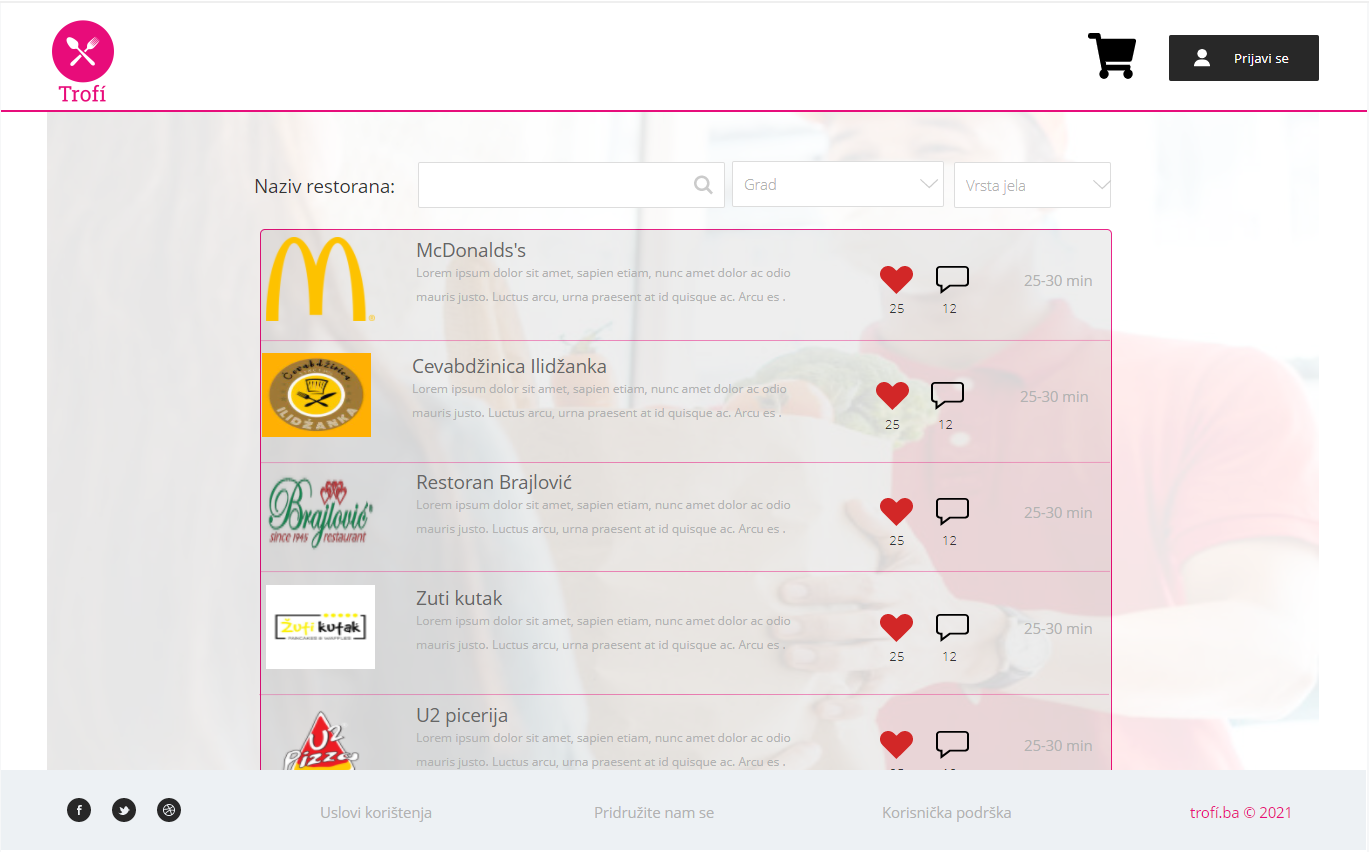 Trofí
Prijavi se
Naziv restorana:
Grad
Vrsta jela
McDonalds's
Lorem ipsum dolor sit amet, sapien etiam, nunc amet dolor ac odio
mauris justo. Luctus arcu, urna praesent at id quisque ac. Arcu es .
25
12
25-30 min
Čevabdžinica
ILIDŽANKA
Cevabdžinica Ilidžanka
Lorem ipsum dolor sit amet, sapien etiam, nunc amet dolor ac odio
mauris justo. Luctus arcu, urna praesent at id quisque ac. Arcu es .
25
12
25-30 min
Brajlović
since 1945 restaurant
Restoran Brajlović
Lorem ipsum dolor sit amet, sapien etiam, nunc amet dolor ac odio
mauris justo. Luctus arcu, urna praesent at id quisque ac. Arcu es .
25
12
25-30 min
Žuti kutak
PANCAKES & WAFFLES
Zuti kutak
Lorem ipsum dolor sit amet, sapien etiam, nunc amet dolor ac odio
mauris justo. Luctus arcu, urna praesent at id quisque ac. Arcu es .
25
12
25-30 min
U2
Pizza
U2 picerija
Lorem ipsum dolor sit amet, sapien etiam, nunc amet dolor ac odio
mauris justo. Luctus arcu, urna praesent at id quisque ac. Arcu es .
25-30 min
Uslovi korištenja
Pridružite nam se
Korisnička podrška
trofí.ba © 2021